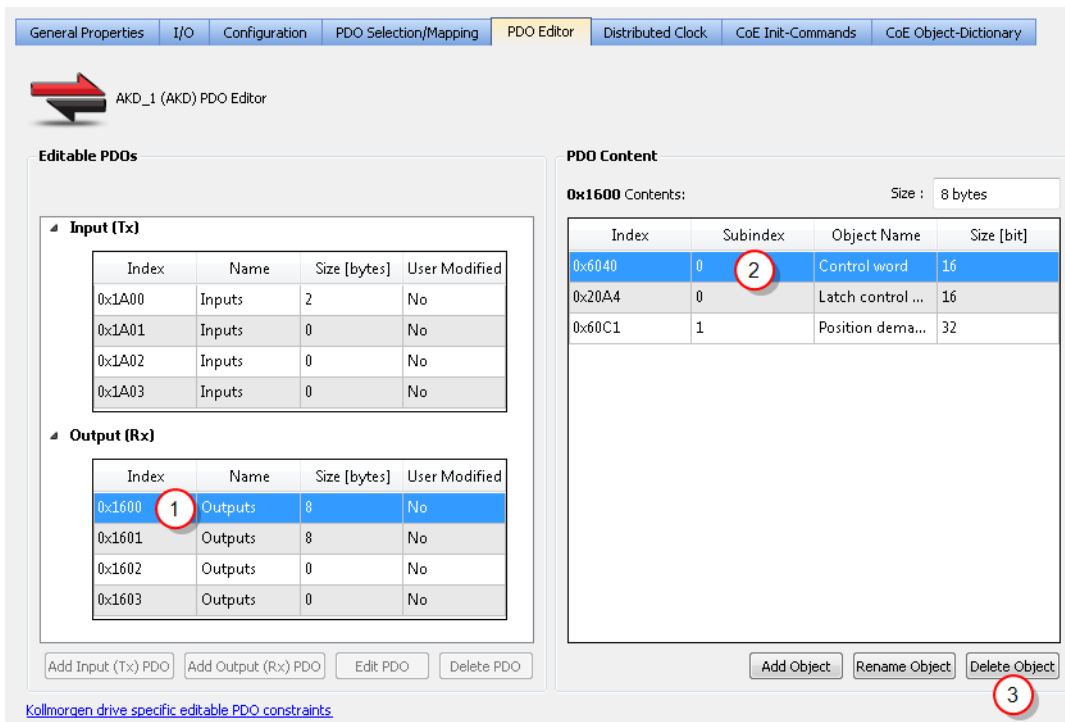 General Properties I/O Configuration PDO Selection/Mapping PDO Editor Distributed Clock CoE Init-Commands CoE Object-Dictionary
AKD_1 (AKD) PDO Editor
Editable PDOs
Input (Tx)
Index Name Size [bytes] User Modified
0x1A00 Inputs 2 No
0x1A01 Inputs 0 No
0x1A02 Inputs 0 No
0x1A03 Inputs 0 No
Output (Rx)
Index Name Size [bytes] User Modified
0x1600 1 Outputs 8 No
0x1601 Outputs 8 No
0x1602 Outputs 0 No
0x1603 Outputs 0 No
Add Input (Tx) PDO Add Output (Rx) PDO Edit PDO Delete PDO
Kollmorgen drive specific editable PDO constraints
PDO Content
0x1600 Contents: Size : 8 bytes
Index Subindex Object Name Size [bit]
0x6040 0 2 Control word 16
0x20A4 0 Latch control ... 16
0x60C1 1 Position dema... 32
Add Object Rename Object Delete Object
3